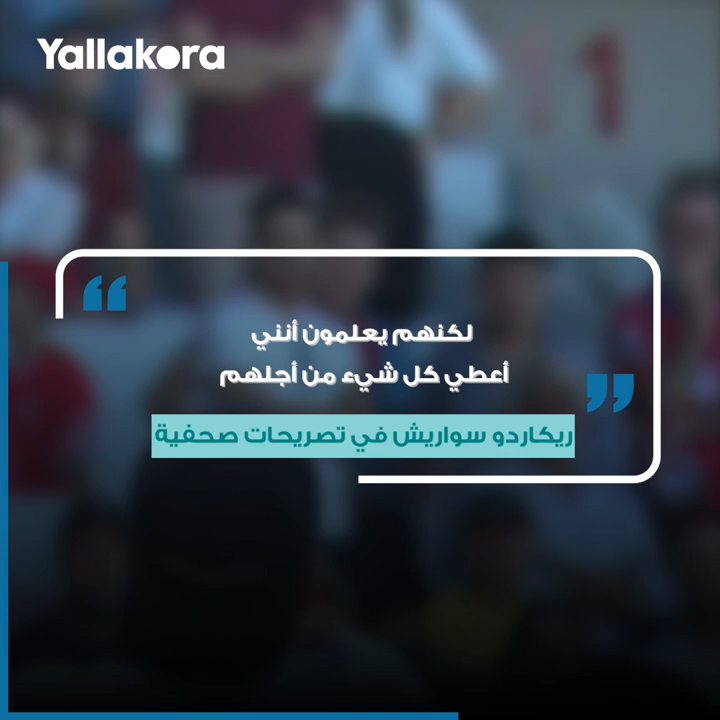 Yallakora
لكنهم يعلمون أنني
أعطي كل شيء من أجلهم
ريكاردو سواريش في تصريحات صحفية